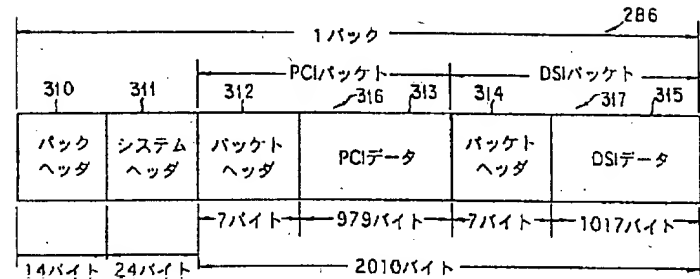 286
1パック
PCIパケット DSIパケット
310 311 312 316 313 314 317 315
パック
ヘッダ
システム
ヘッダ
パケット
ヘッダ
PCIデータ
パケット
ヘッダ
DSIデータ
7バイト 979バイト 7バイト 1017バイト
14バイト 24バイト 2010バイト